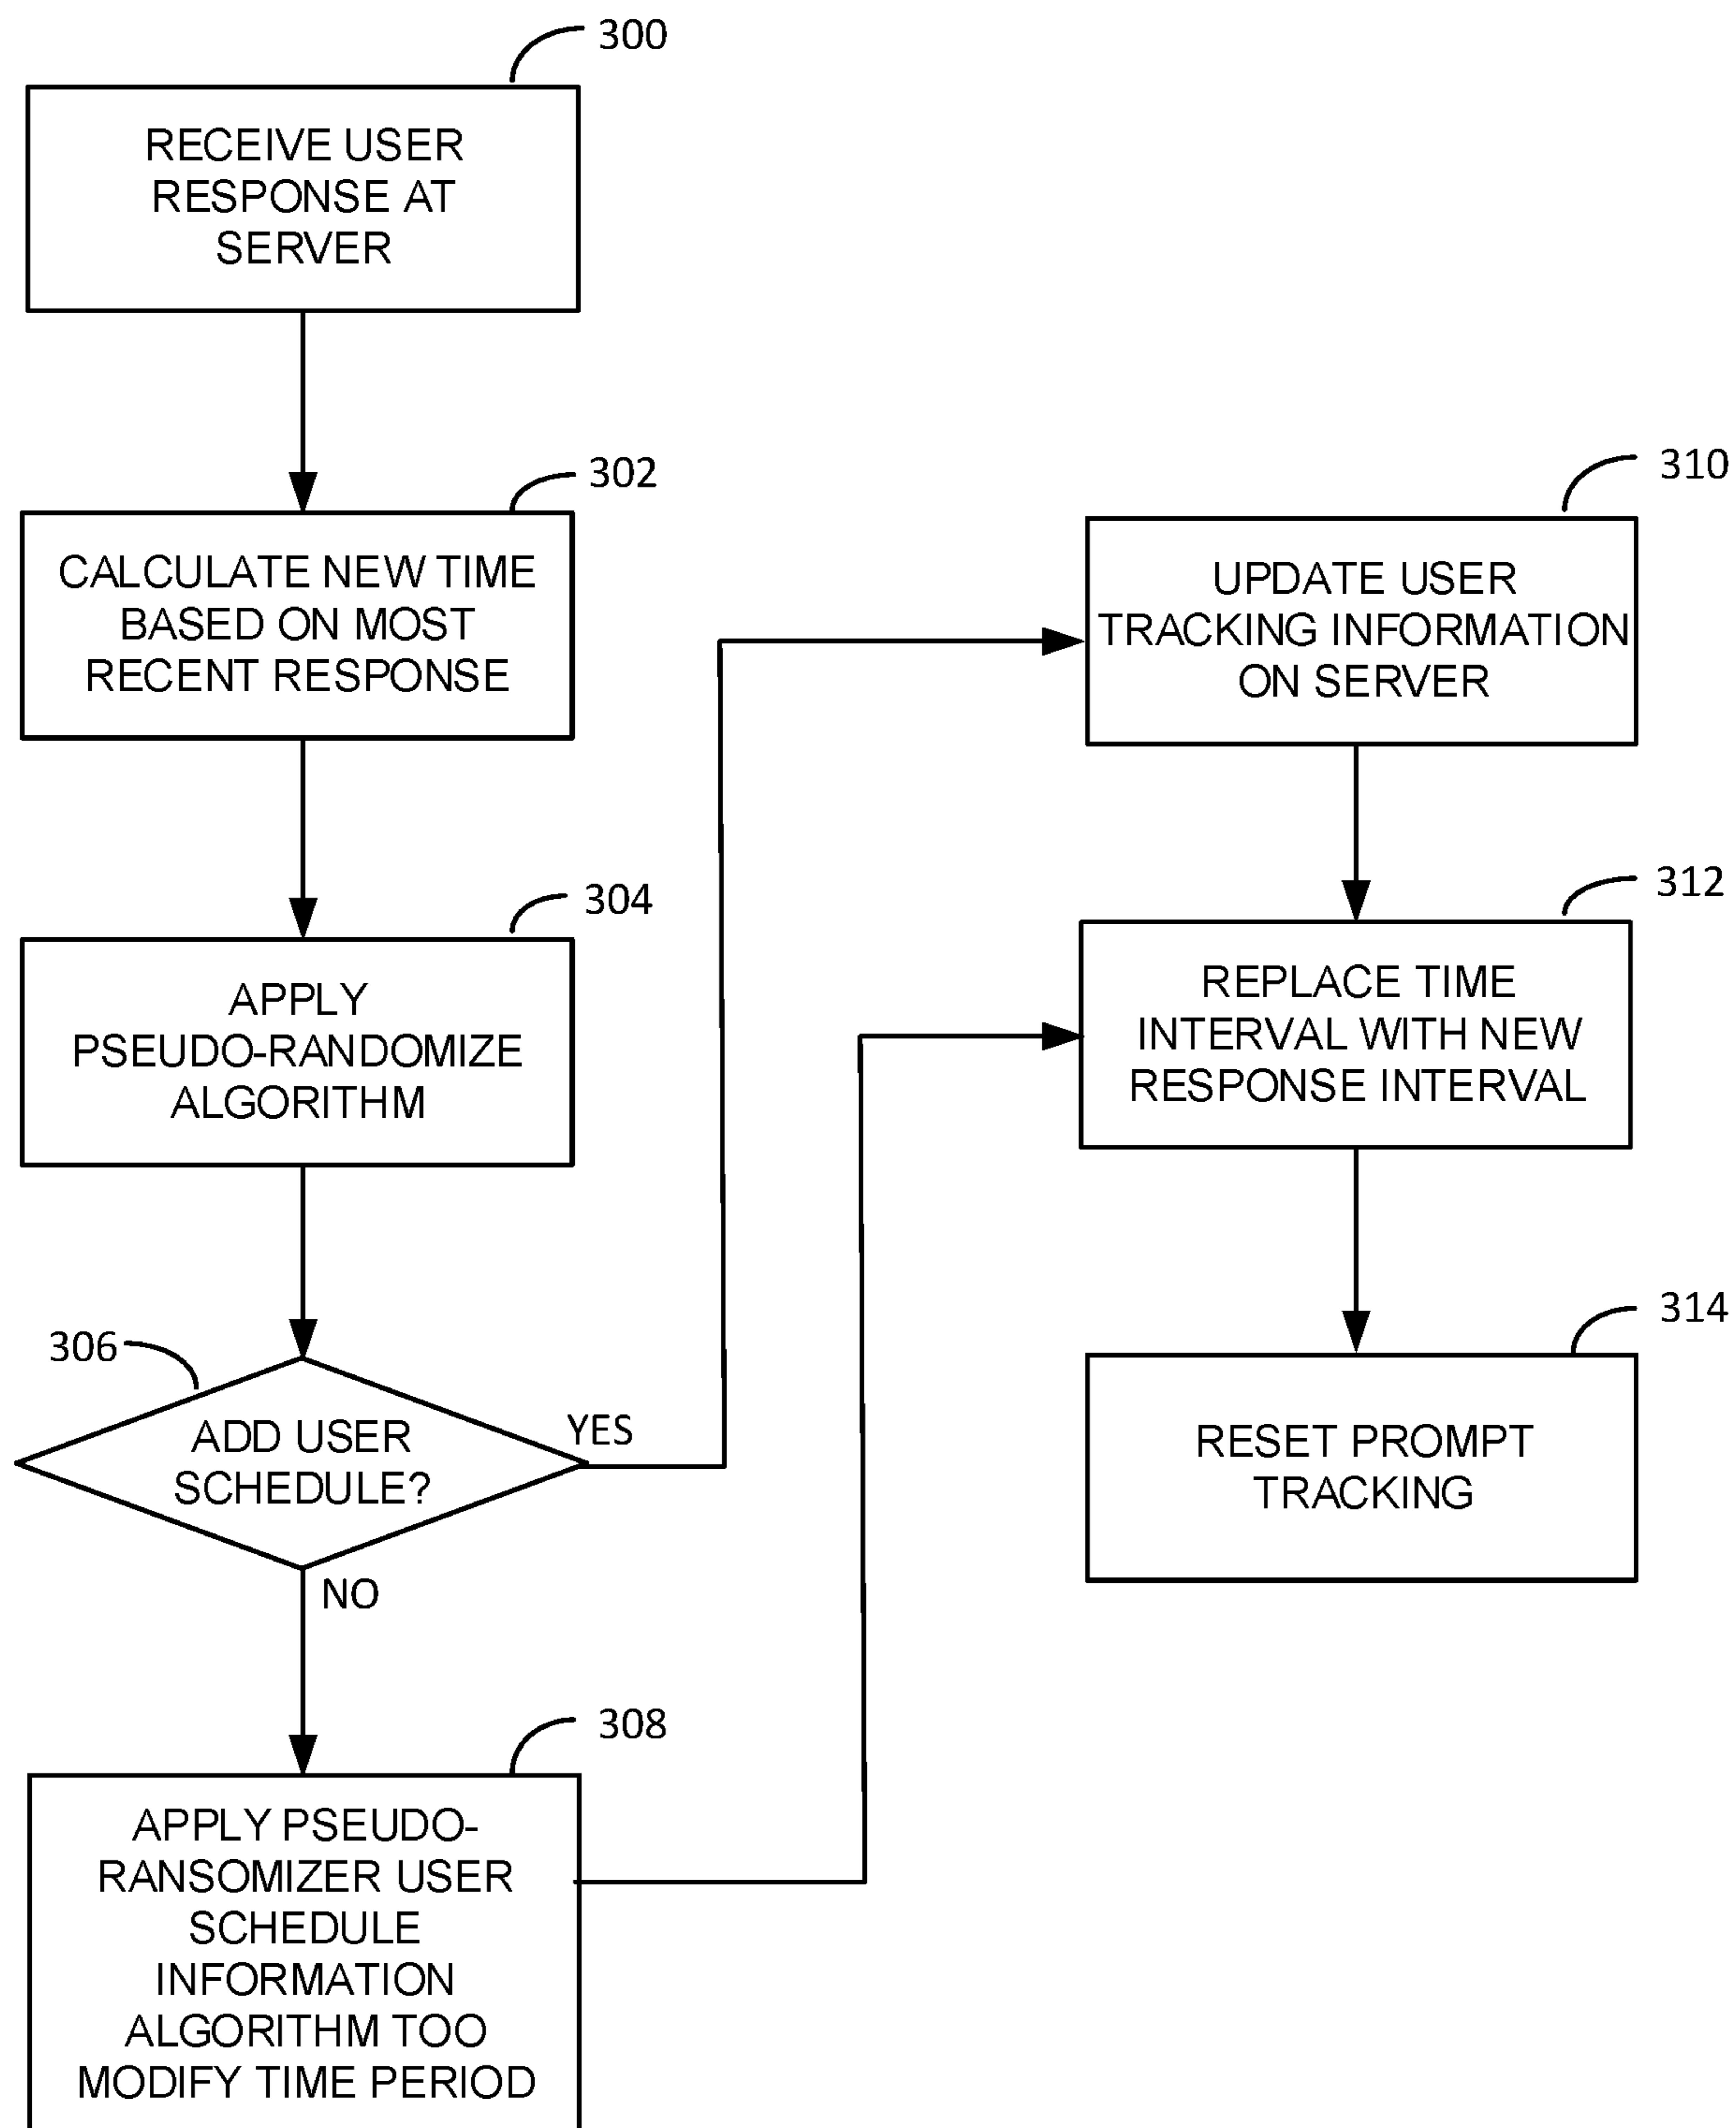 300
RECEIVE USER
RESPONSE AT
SERVER
302
CALCULATE NEW TIME
BASED ON MOST
RECENT RESPONSE
304
APPLY
PSEUDO-RANDOMIZE
ALGORITHM
306
ADD USER
SCHEDULE?
YES
NO
308
APPLY PSEUDO-
RANSOMIZER USER
SCHEDULE
INFORMATION
ALGORITHM TOO
MODIFY TIME PERIOD
310
UPDATE USER
TRACKING INFORMATION
ON SERVER
312
REPLACE TIME
INTERVAL WITH NEW
RESPONSE INTERVAL
314
RESET PROMPT
TRACKING